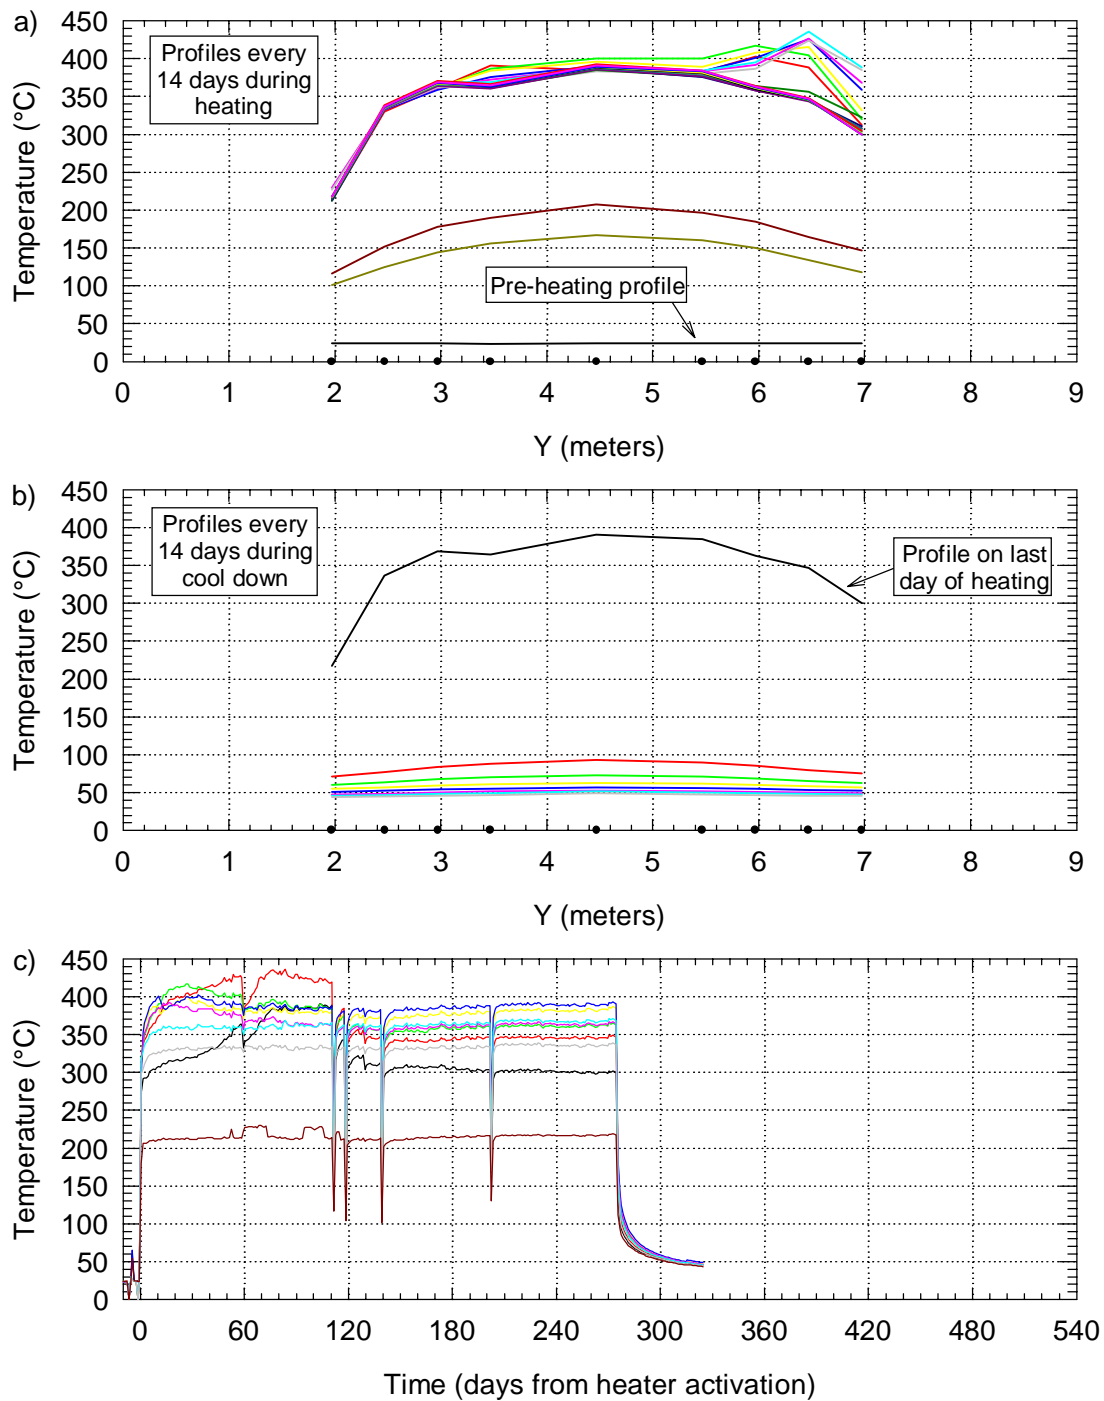 a)
Temperature (°C)
450
400
350
300
250
200
150
100
50
0
Profiles every
14 days during
heating
Pre-heating profile
0 1 2 3 4 5 6 7 8 9
Y (meters)
b)
Temperature (°C)
450
400
350
300
250
200
150
100
50
0
Profiles every
14 days during
cool down
Profile on last
day of heating
0 1 2 3 4 5 6 7 8 9
Y (meters)
c)
Temperature (°C)
450
400
350
300
250
200
150
100
50
0
0 60 120 180 240 300 360 420 480 540
Time (days from heater activation)